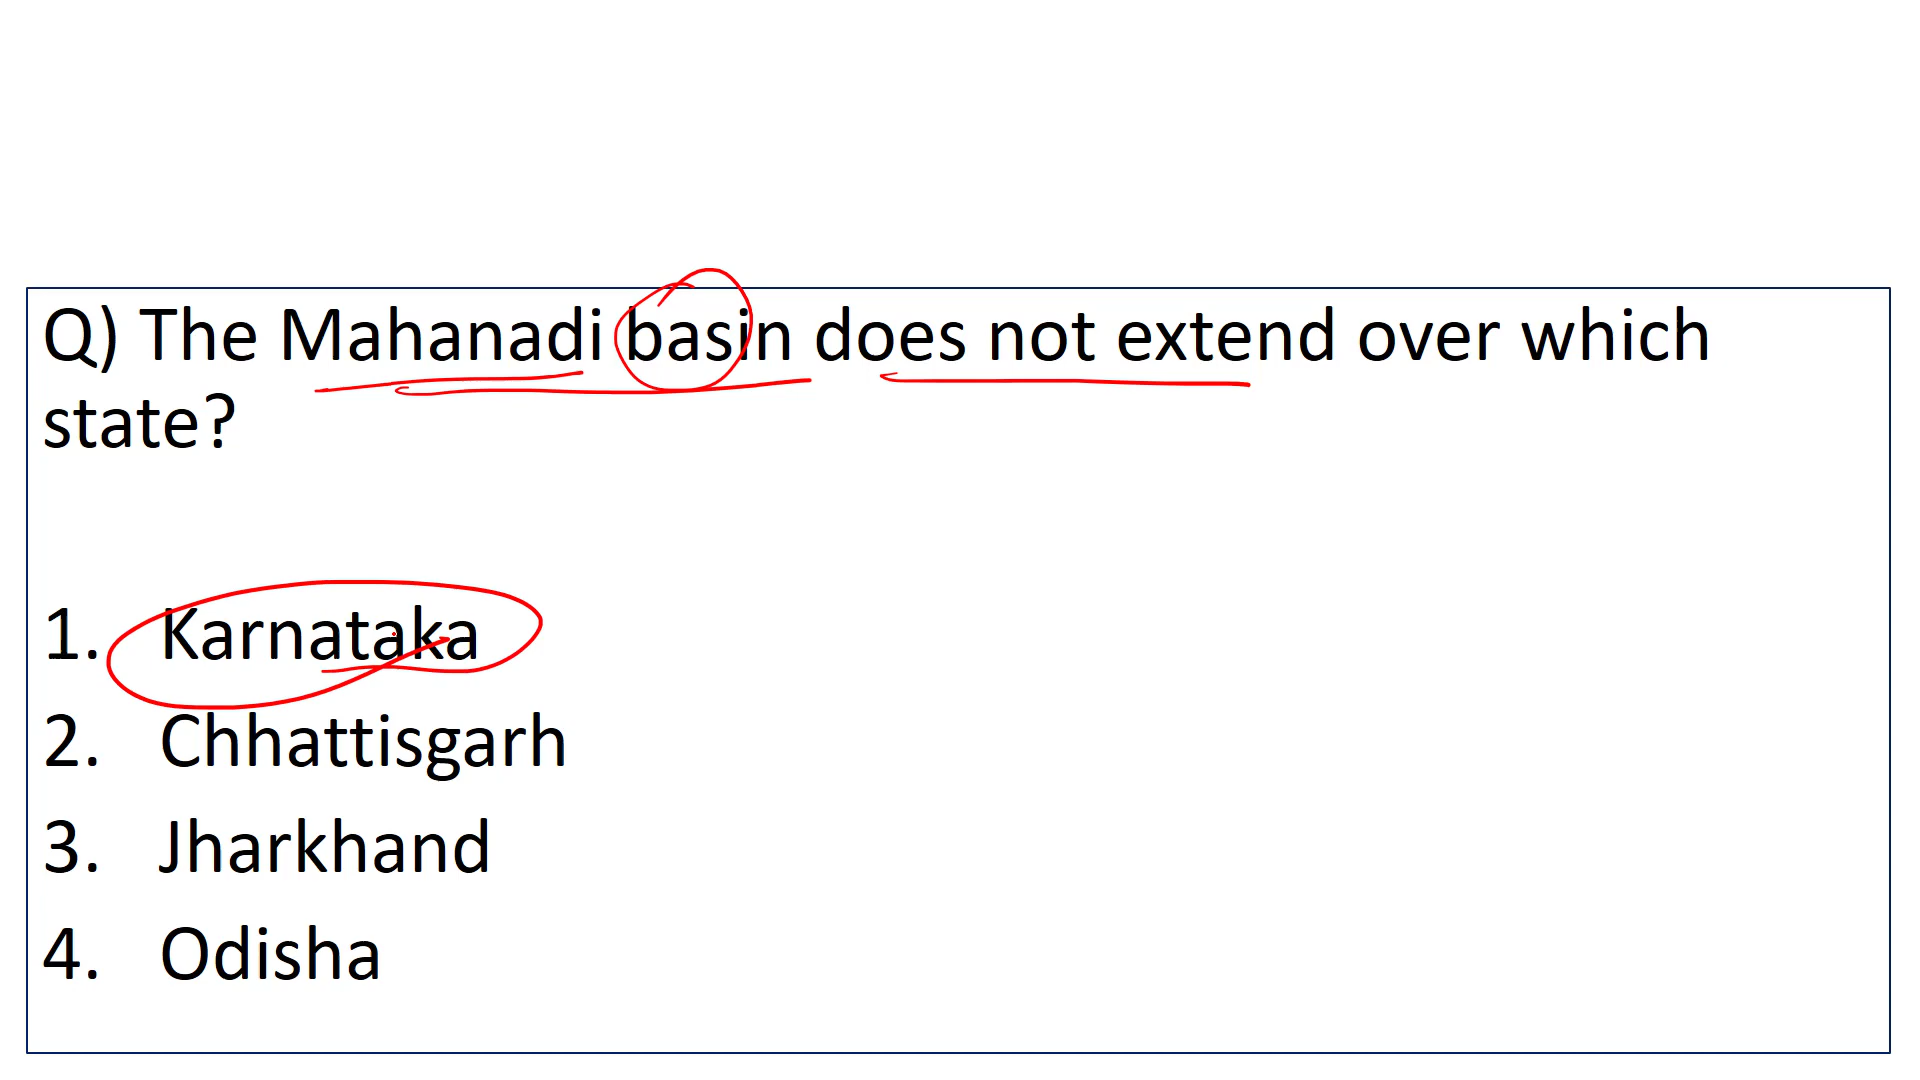 Q) The Mahanadi basin does not extend over which
state?
1. Karnataka
2. Chhattisgarh
3. Jharkhand
4. Odisha